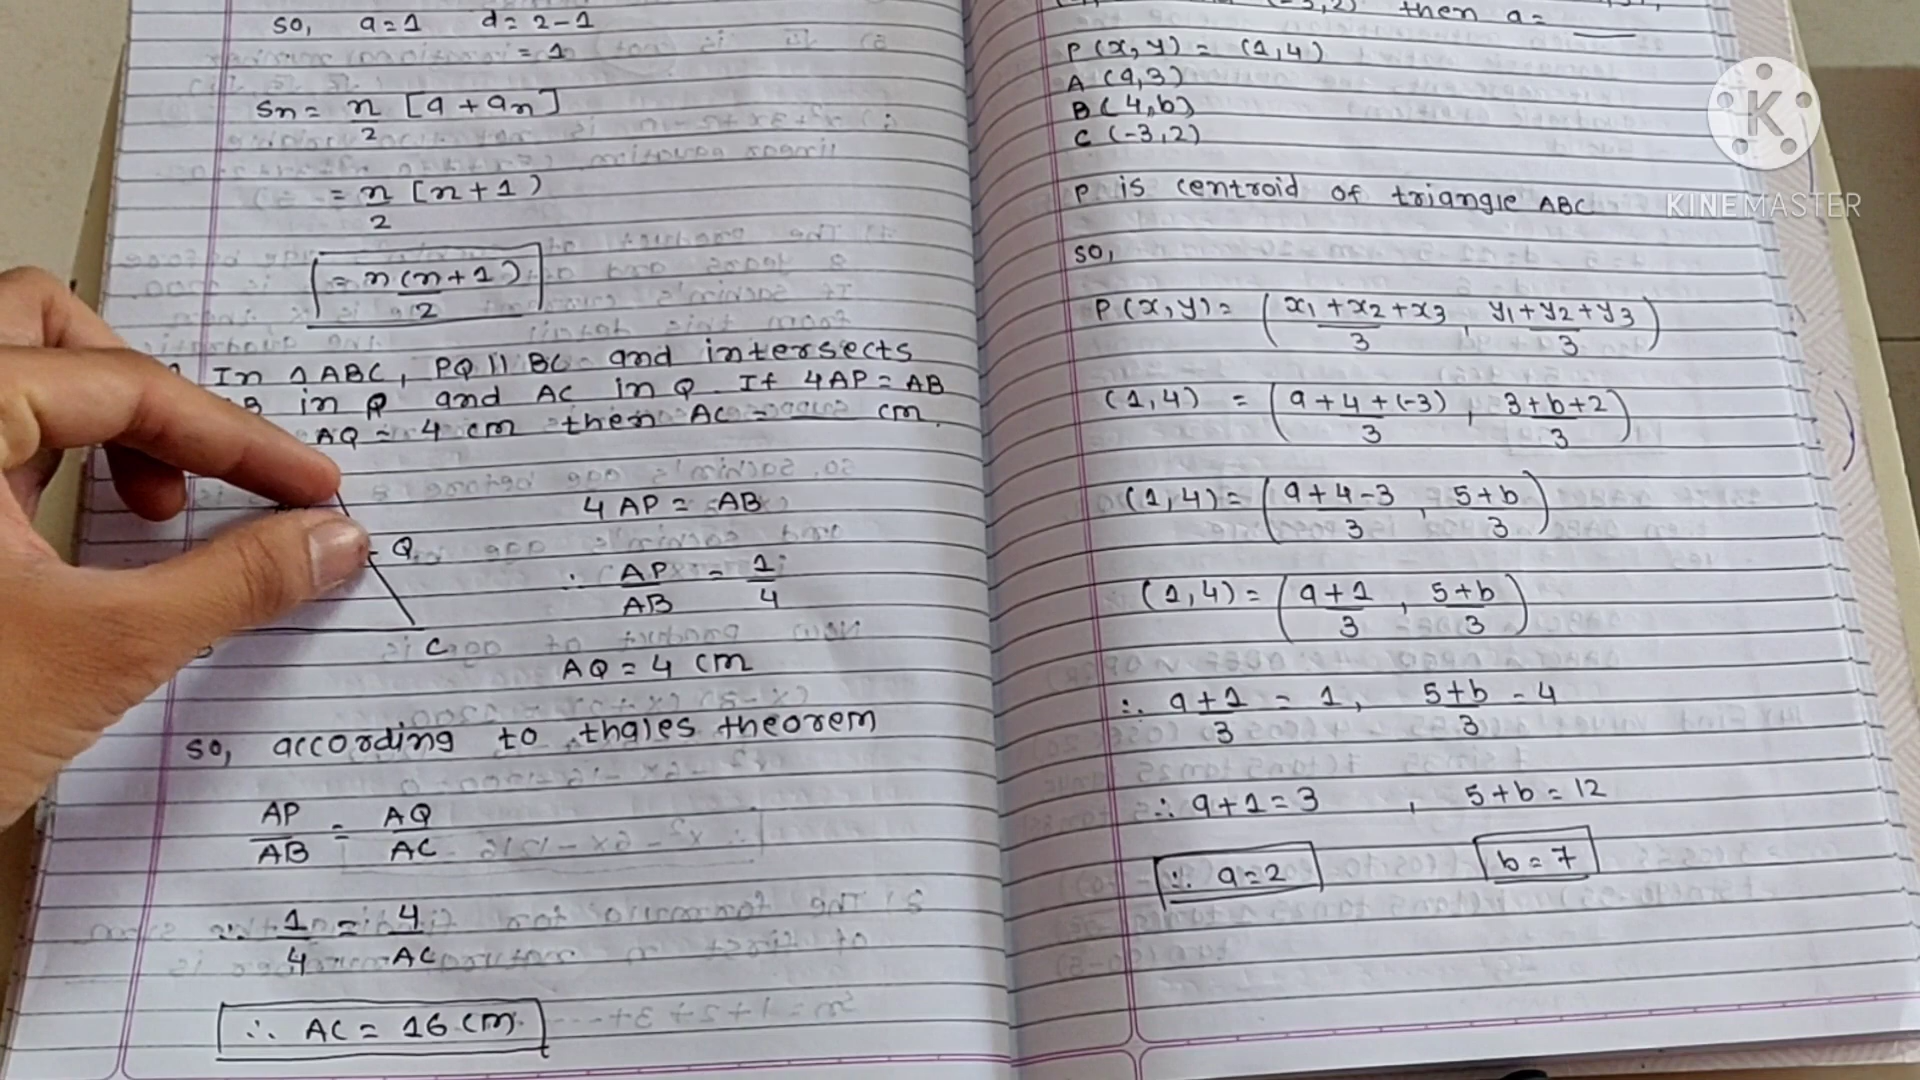 so, a=1 d=2-1
=1
Sn= n/2 [a+an]
= n/2 [n+1)
= n(n+1)/2
In △ABC, PQ || BC and intersects
in P and AC in Q. If 4AP=AB
AQ = 4 cm then AC = ___ cm.
4 AP = AB
∴ AP/AB = 1/4
Q
C
AQ = 4 cm
so, according to thales theorem
AP/AB = AQ/AC
∴ 1/4 = 4/AC
∴ AC = 16 cm.
then a= ___
P(x,y) = (1,4)
A(a,3)
B(4,b)
C(-3,2)
P is centroid of triangle ABC
so,
P(x,y)= (x1+x2+x3/3, y1+y2+y3/3)
(1,4) = (a+4+(-3)/3, 3+b+2/3)
(1,4)= (a+4-3/3, 5+b/3)
(1,4)= (a+1/3, 5+b/3)
∴ a+1/3 = 1, 5+b/3 = 4
∴ a+1=3, 5+b=12
∴ a=2 b=7
K
KINEMASTER